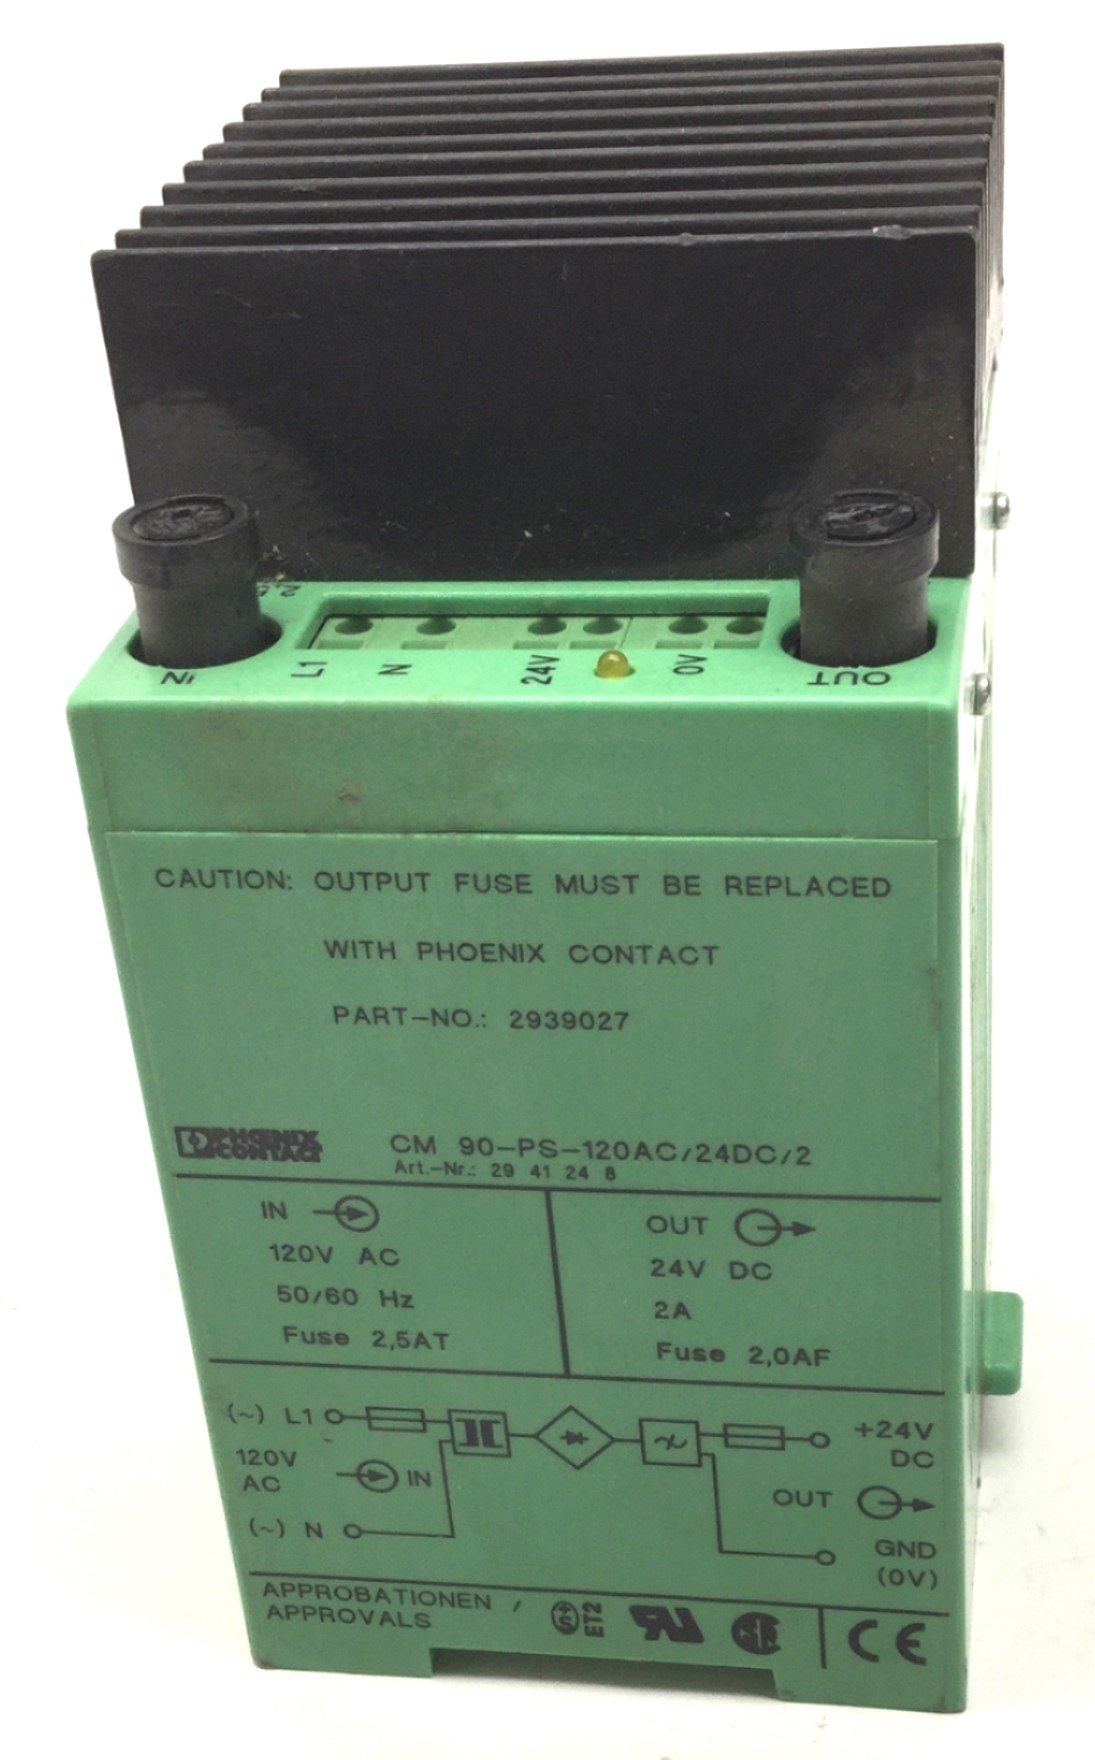 2,5
L1
N
24V
0V
IN
OUT
CAUTION: OUTPUT FUSE MUST BE REPLACED
WITH PHOENIX CONTACT
PART-NO.: 2939027
PHOENIX
CONTACT
CM 90-PS-120AC/24DC/2
Art.-Nr.: 29 41 24 8
IN
120V AC
50/60 Hz
Fuse 2,5AT
OUT
24V DC
2A
Fuse 2,0AF
(~) L1
120V
AC
IN
(~) N
+24V
DC
OUT
GND
(0V)
APPROBATIONEN /
APPROVALS
ET2
CE